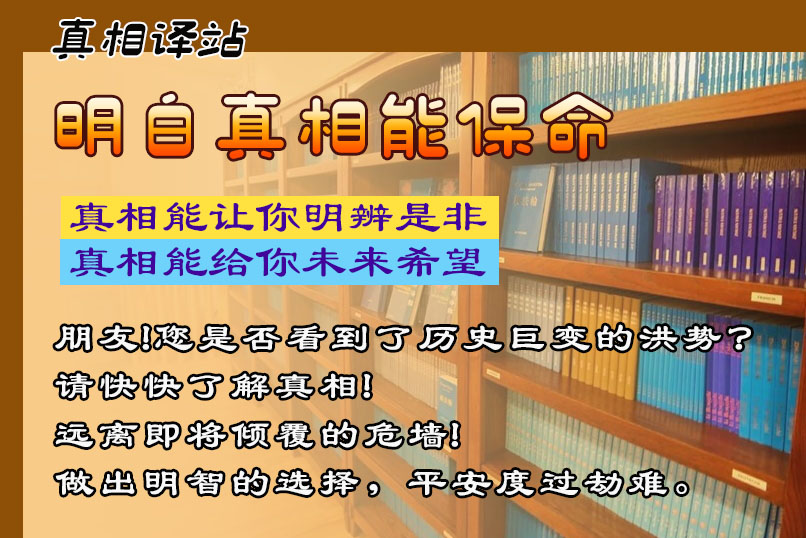 真相译站
明自真相能保命
真相能让你明辨是非
真相能给你未来希望
朋友!您是否看到了历史巨变的洪势?
请快快了解真相!
远离即将倾覆的危墙!
做出明智的选择，平安度过劫难。